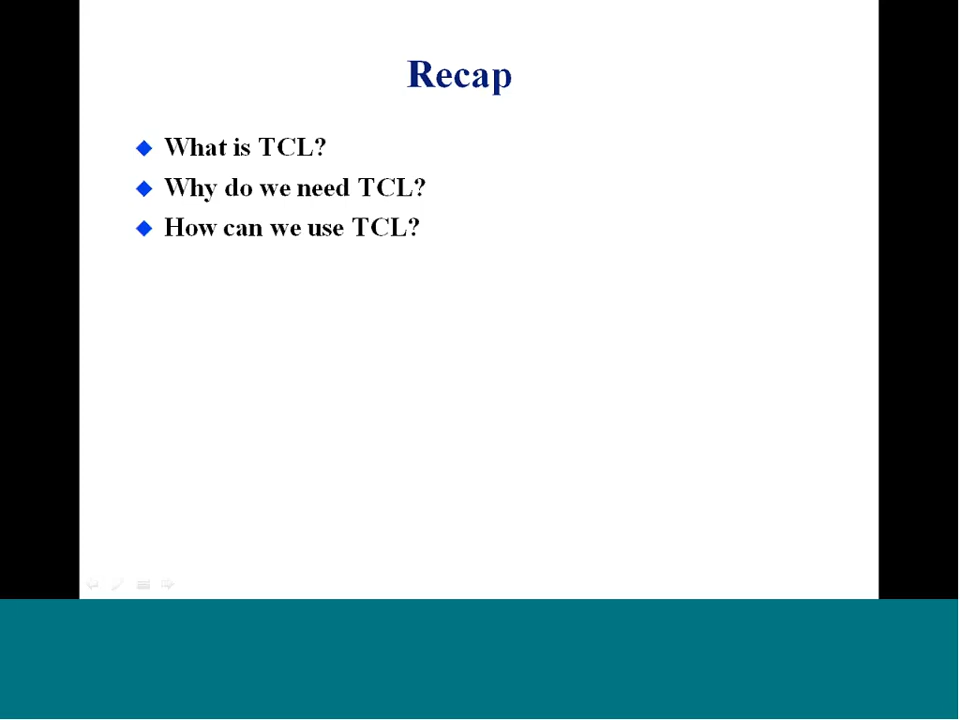 Recap
What is TCL?
Why do we need TCL?
How can we use TCL?